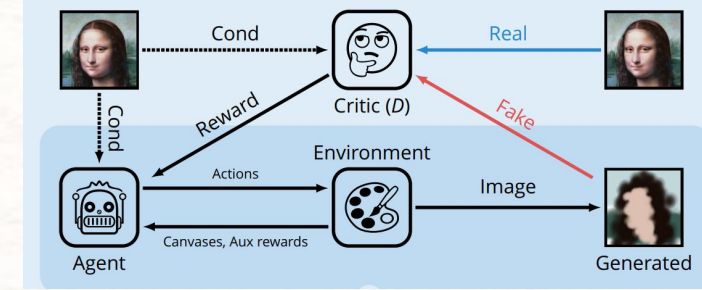 Cond
Real
Critic (D)
Cond
Reward
Fake
Environment
Actions
Image
Canvases, Aux rewards
Agent
Generated